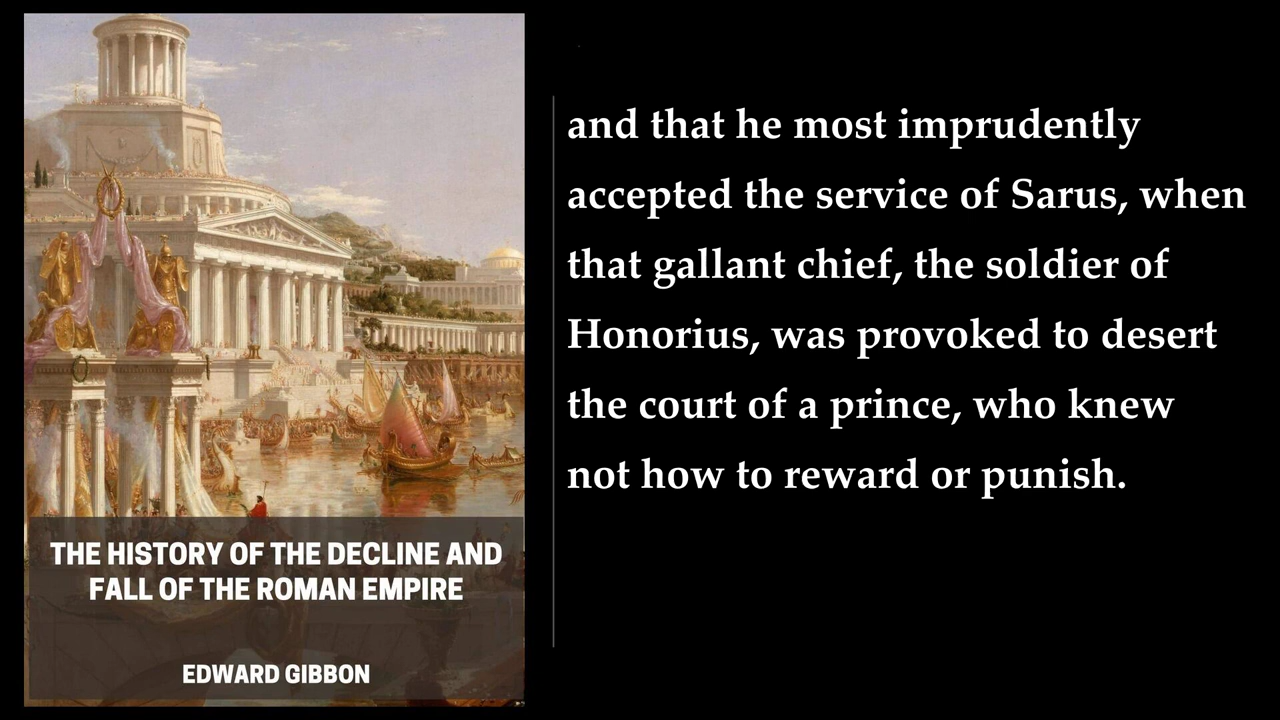 THE HISTORY OF THE DECLINE AND
FALL OF THE ROMAN EMPIRE
EDWARD GIBBON
and that he most imprudently
accepted the service of Sarus, when
that gallant chief, the soldier of
Honorius, was provoked to desert
the court of a prince, who knew
not how to reward or punish.